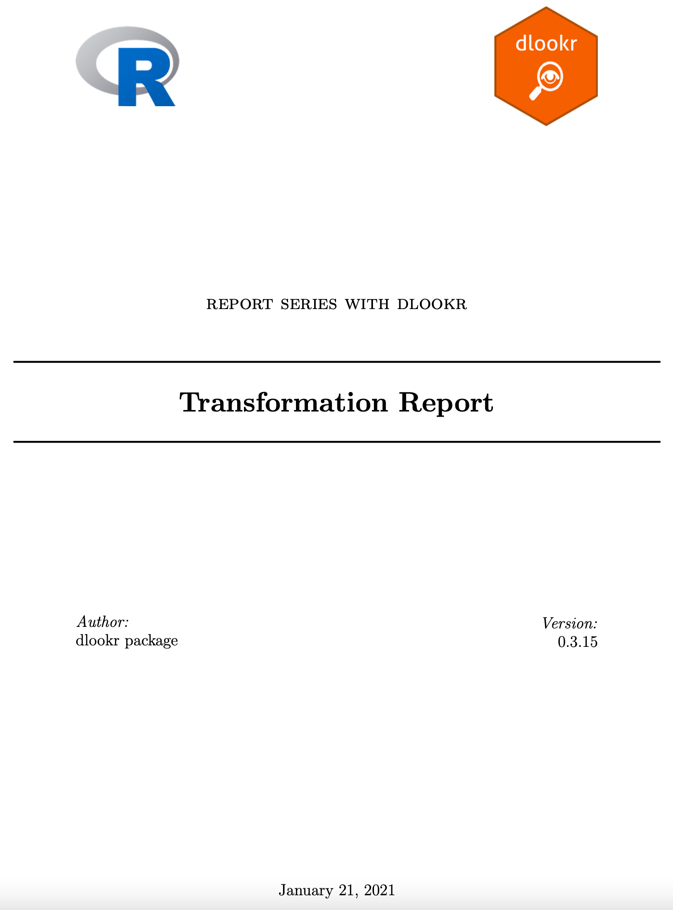 R
dlookr
REPORT SERIES WITH DLOOKR
Transformation Report
Author:
dlookr package
Version:
0.3.15
January 21, 2021